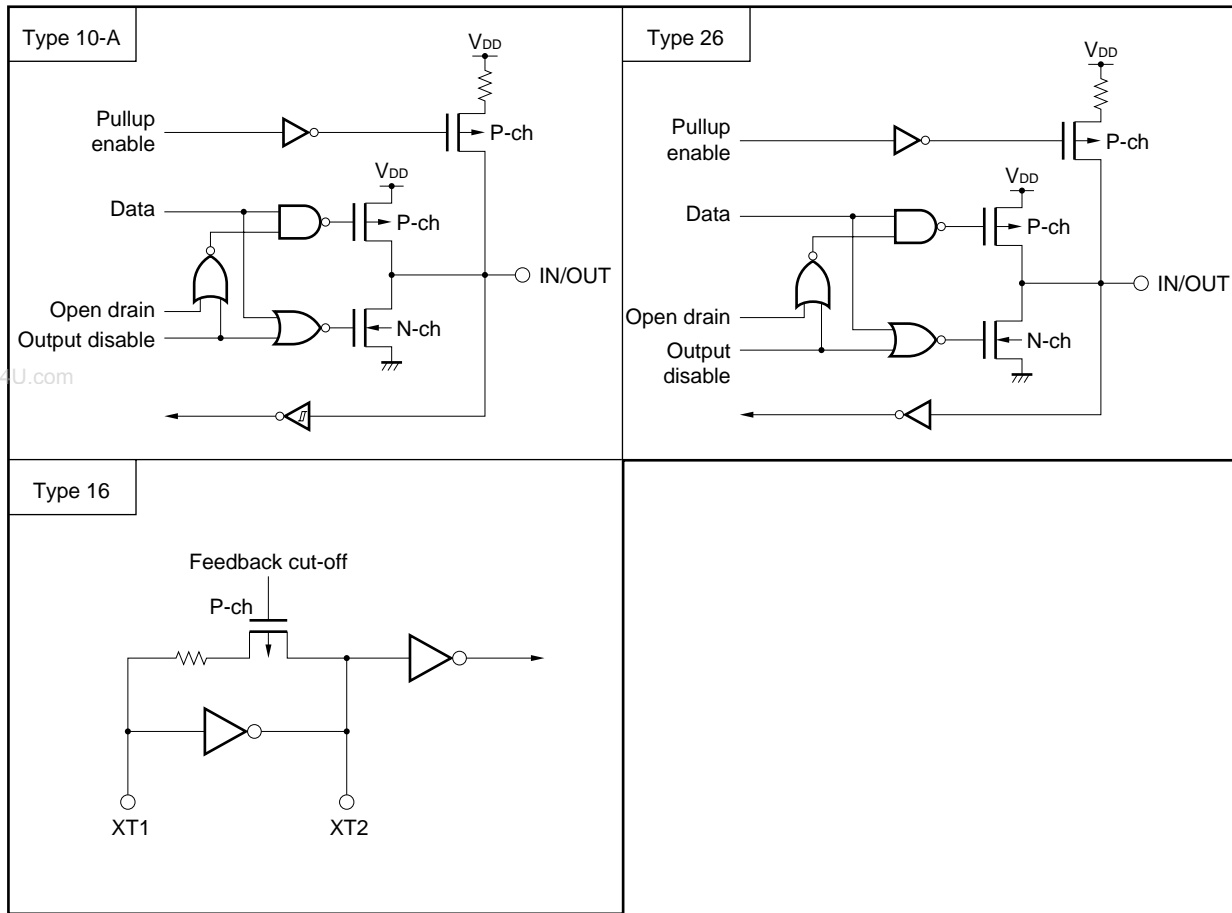 Type 10-A
VDD
Pullup
enable
P-ch
VDD
Data
P-ch
IN/OUT
Open drain
N-ch
Output disable
4U.com
Type 26
VDD
Pullup
enable
P-ch
VDD
Data
P-ch
IN/OUT
Open drain
N-ch
Output
disable
Type 16
Feedback cut-off
P-ch
XT1
XT2